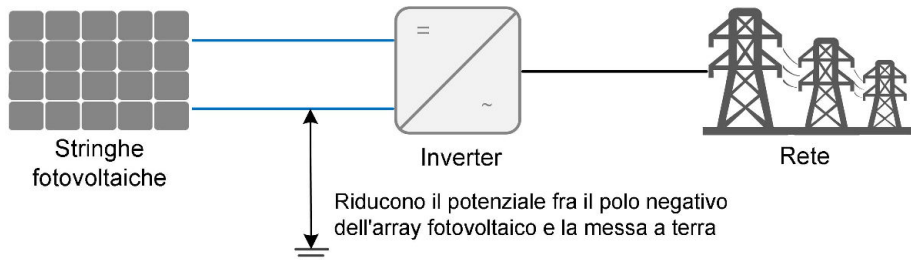 Stringhe
fotovoltaiche
=
~
Inverter
Rete
Riducono il potenziale fra il polo negativo
dell'array fotovoltaico e la messa a terra